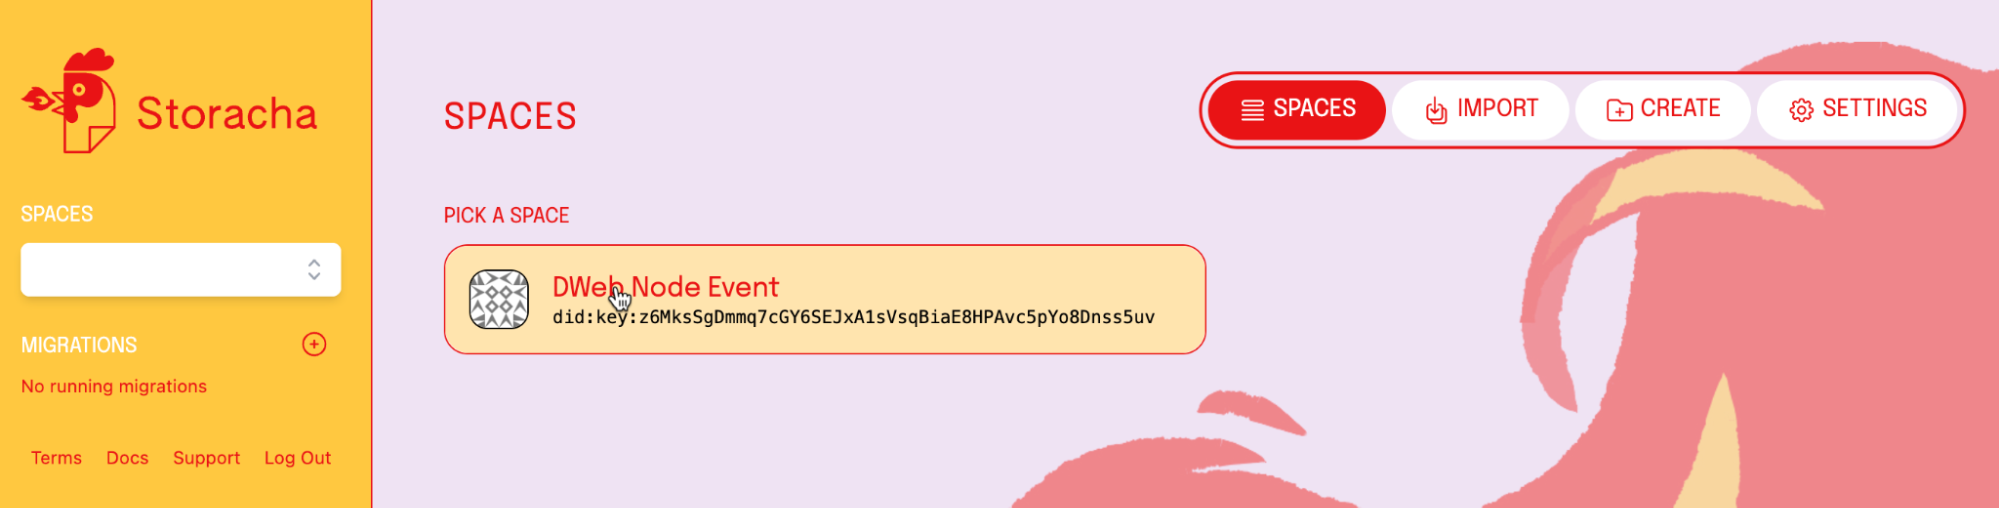 Storacha
SPACES
MIGRATIONS
No running migrations
Terms Docs Support Log Out
SPACES
SPACES IMPORT CREATE SETTINGS
PICK A SPACE
DWeb Node Event
did:key:z6MksSgDmmq7cGY6SEJxA1sVsqBiaE8HPAvc5pYo8Dnss5uv